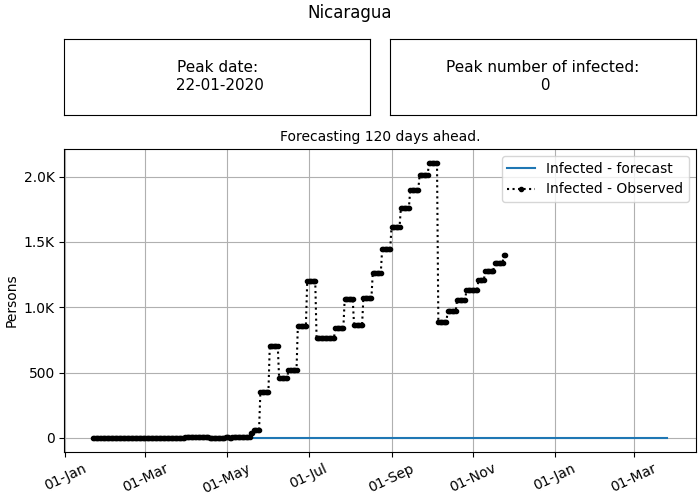 Nicaragua
Peak date:
22-01-2020
Peak number of infected:
0
Forecasting 120 days ahead.
Infected - forecast
Infected - Observed
Persons
2.0K
1.5K
1.0K
500
0
01-Jan
01-Mar
01-May
01-Jul
01-Sep
01-Nov
01-Jan
01-Mar